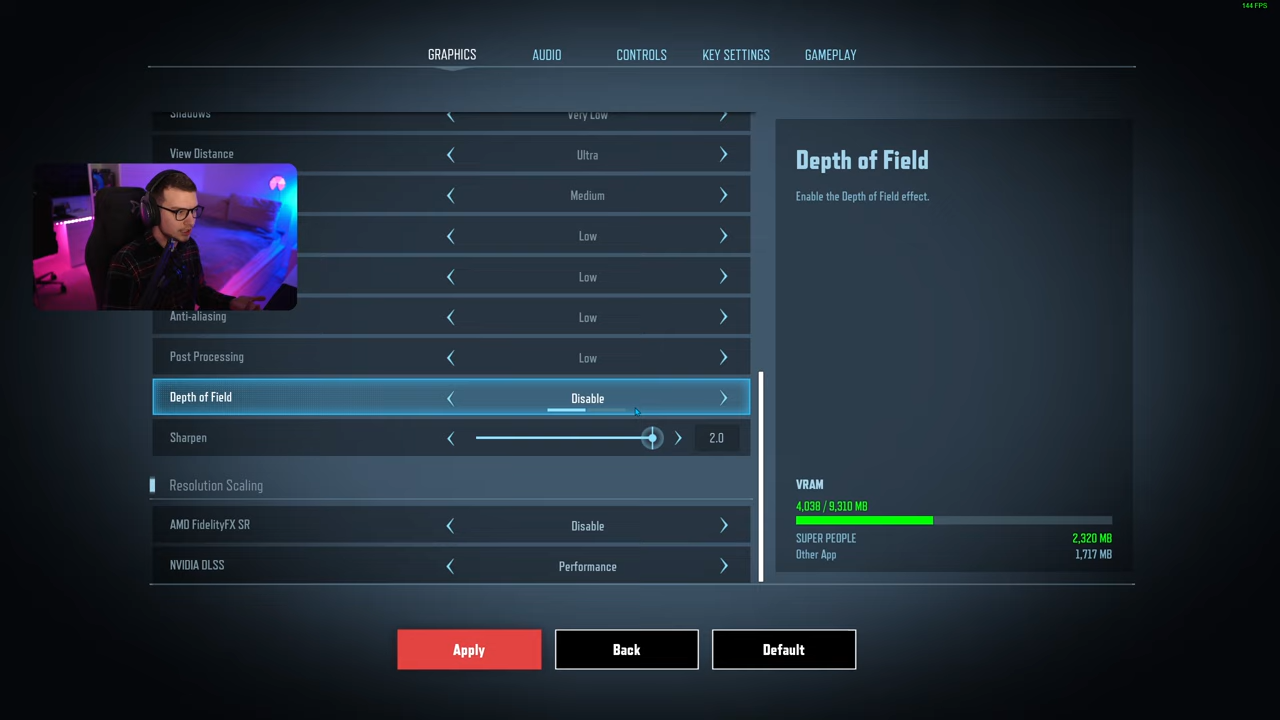 144 FPS
GRAPHICS AUDIO CONTROLS KEY SETTINGS GAMEPLAY
Shadows Very Low
View Distance Ultra
Medium
Low
Low
Anti-aliasing Low
Post Processing Low
Depth of Field Disable
Sharpen 2.0
Resolution Scaling
AMD FidelityFX SR Disable
NVIDIA DLSS Performance
Depth of Field
Enable the Depth of Field effect.
VRAM
4,038 / 9,310 MB
SUPER PEOPLE 2,320 MB
Other App 1,717 MB
Apply Back Default